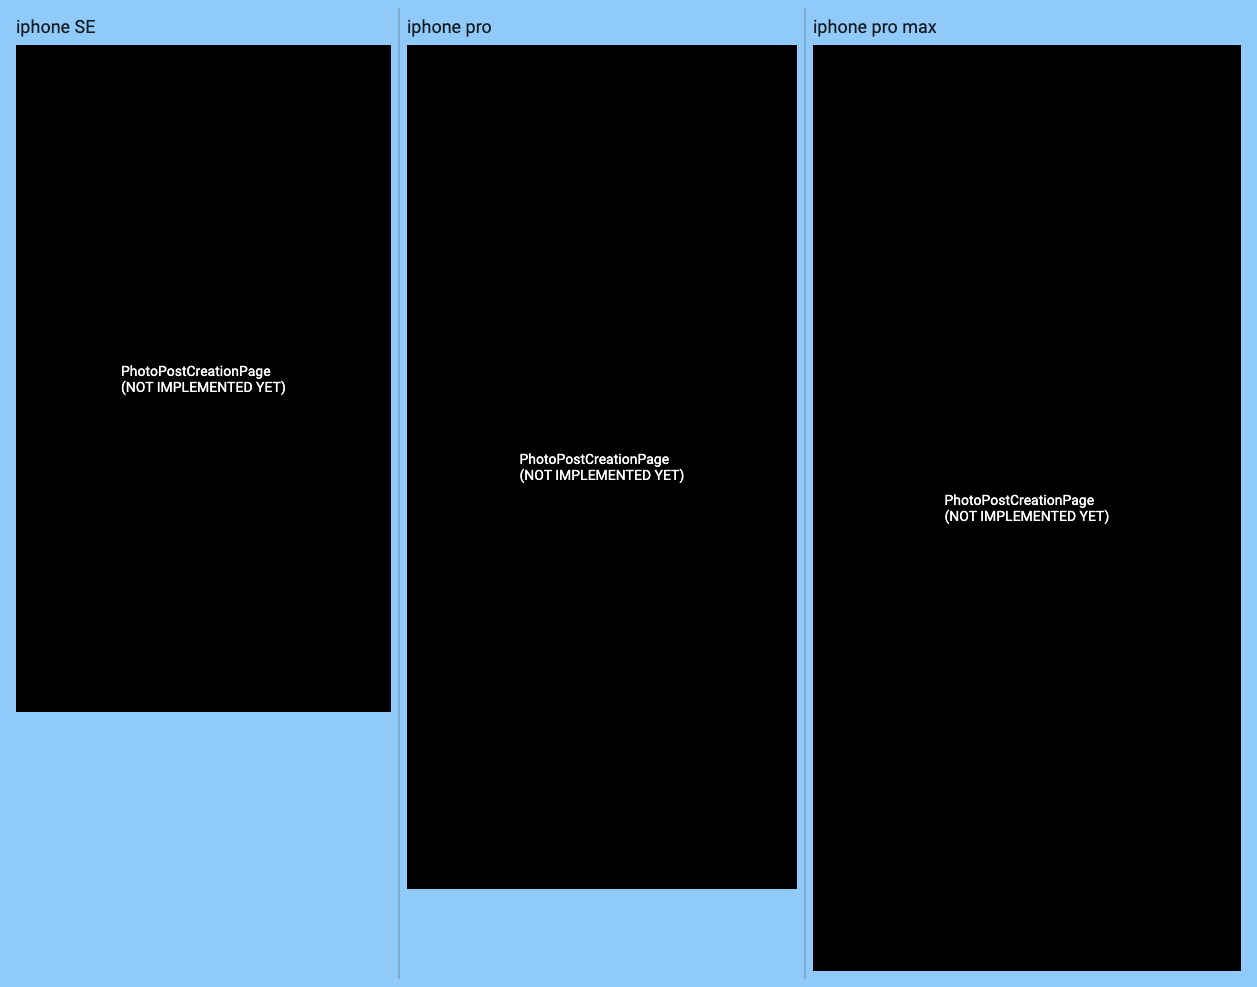 iphone SE
PhotoPostCreationPage
(NOT IMPLEMENTED YET)
iphone pro
PhotoPostCreationPage
(NOT IMPLEMENTED YET)
iphone pro max
PhotoPostCreationPage
(NOT IMPLEMENTED YET)